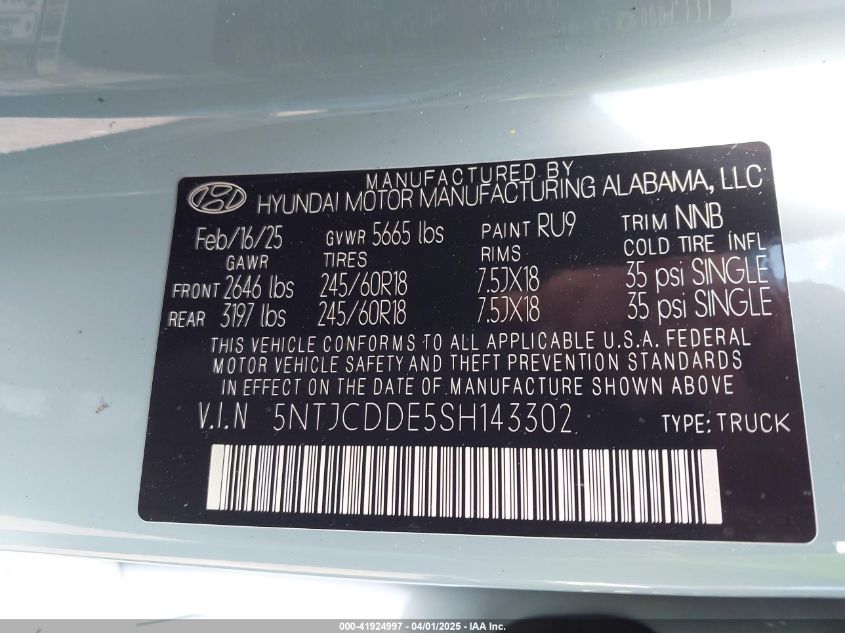 MANUFACTURED BY
HYUNDAI MOTOR MANUFACTURING ALABAMA, LLC
Feb/16/25 GVWR 5665 lbs PAINT RU9 TRIM NNB
GAWR TIRES RIMS COLD TIRE INFL
FRONT 2646 lbs 245/60R18 7.5JX18 35 psi SINGLE
REAR 3197 lbs 245/60R18 7.5JX18 35 psi SINGLE
THIS VEHICLE CONFORMS TO ALL APPLICABLE U.S.A. FEDERAL
MOTOR VEHICLE SAFETY AND THEFT PREVENTION STANDARDS
IN EFFECT ON THE DATE OF MANUFACTURE SHOWN ABOVE
V.I.N 5NTJCDDE5SH143302 TYPE: TRUCK
000-41924997 - 04/01/2025 - IAA Inc.